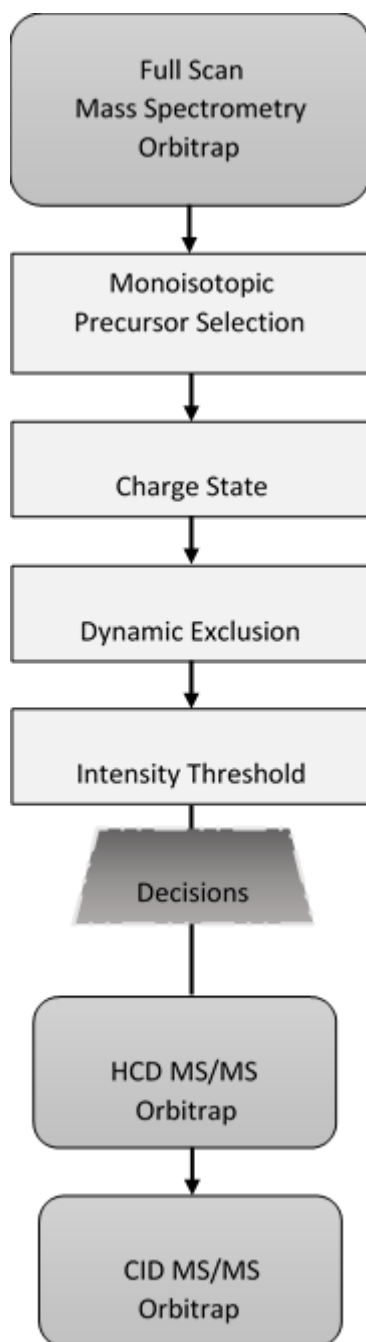 Full Scan
Mass Spectrometry
Orbitrap
Monoisotopic
Precursor Selection
Charge State
Dynamic Exclusion
Intensity Threshold
Decisions
HCD MS/MS
Orbitrap
CID MS/MS
Orbitrap